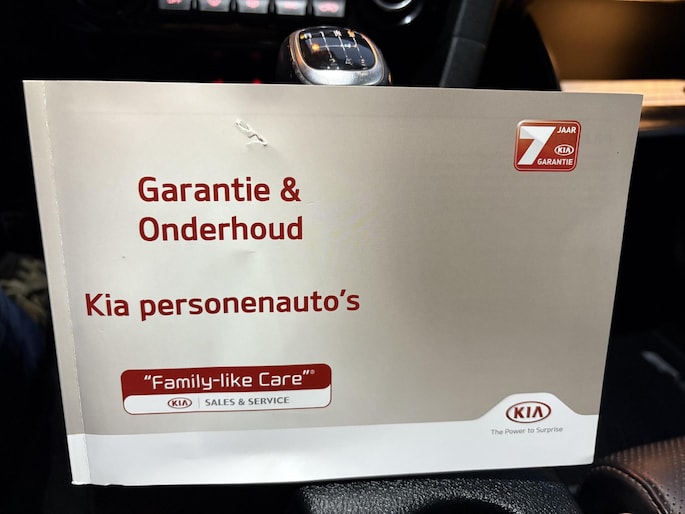 7 JAAR
KIA
GARANTIE
Garantie &
Onderhoud
Kia personenauto's
"Family-like Care"®
KIA | SALES & SERVICE
KIA
The Power to Surprise